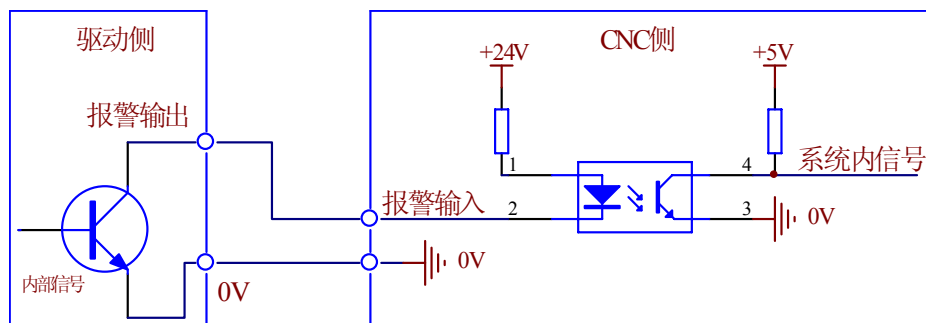 驱动侧
CNC侧
+24V
+5V
报警输出
1
4
系统内信号
报警输入
2
3
0V
0V
内部信号
0V